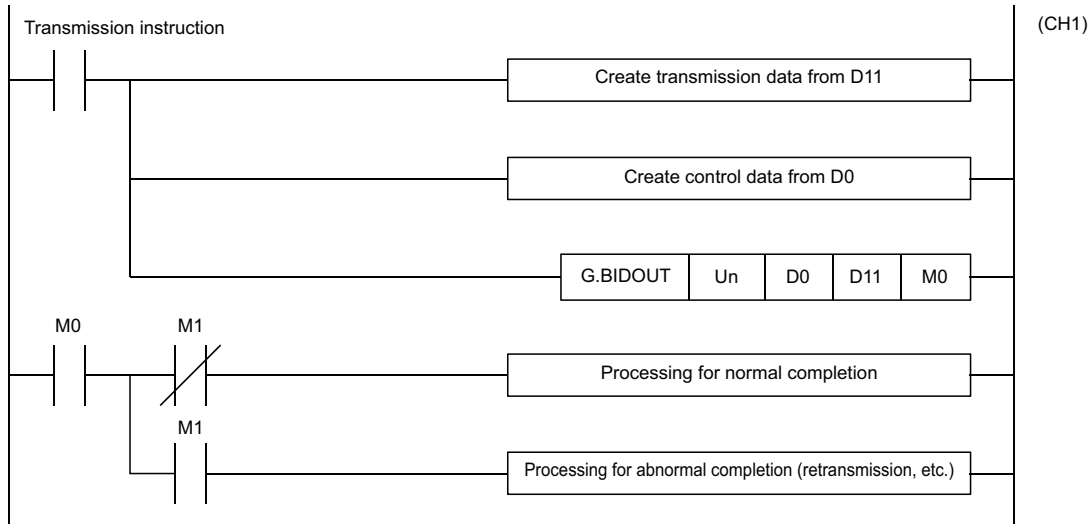 Transmission instruction
(CH1)
Create transmission data from D11
Create control data from D0
G.BIDOUT Un D0 D11 M0
M0 M1
Processing for normal completion
M1
Processing for abnormal completion (retransmission, etc.)